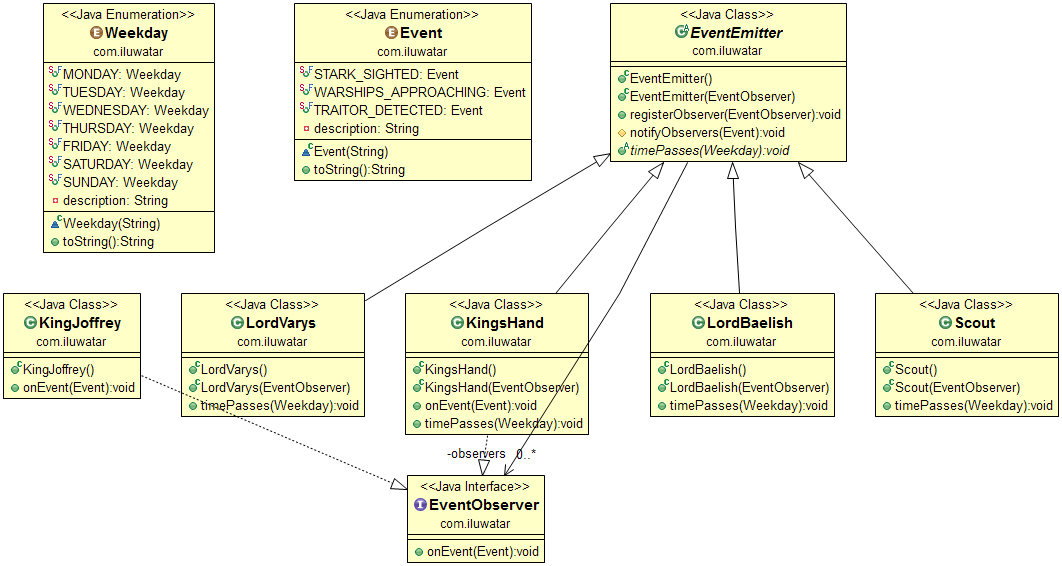 <<Java Enumeration>>
Weekday
com.iluwatar
MONDAY: Weekday
TUESDAY: Weekday
WEDNESDAY: Weekday
THURSDAY: Weekday
FRIDAY: Weekday
SATURDAY: Weekday
SUNDAY: Weekday
description: String
Weekday(String)
toString():String
<<Java Enumeration>>
Event
com.iluwatar
STARK_SIGHTED: Event
WARSHIPS_APPROACHING: Event
TRAITOR_DETECTED: Event
description: String
Event(String)
toString():String
<<Java Class>>
EventEmitter
com.iluwatar
EventEmitter()
EventEmitter(EventObserver)
registerObserver(EventObserver):void
notifyObservers(Event):void
timePasses(Weekday):void
<<Java Class>>
KingJoffrey
com.iluwatar
KingJoffrey()
onEvent(Event):void
<<Java Class>>
LordVarys
com.iluwatar
LordVarys()
LordVarys(EventObserver)
timePasses(Weekday):void
<<Java Class>>
KingsHand
com.iluwatar
KingsHand()
KingsHand(EventObserver)
onEvent(Event):void
timePasses(Weekday):void
<<Java Class>>
LordBaelish
com.iluwatar
LordBaelish()
LordBaelish(EventObserver)
timePasses(Weekday):void
<<Java Class>>
Scout
com.iluwatar
Scout()
Scout(EventObserver)
timePasses(Weekday):void
-observers 0..*
<<Java Interface>>
EventObserver
com.iluwatar
onEvent(Event):void